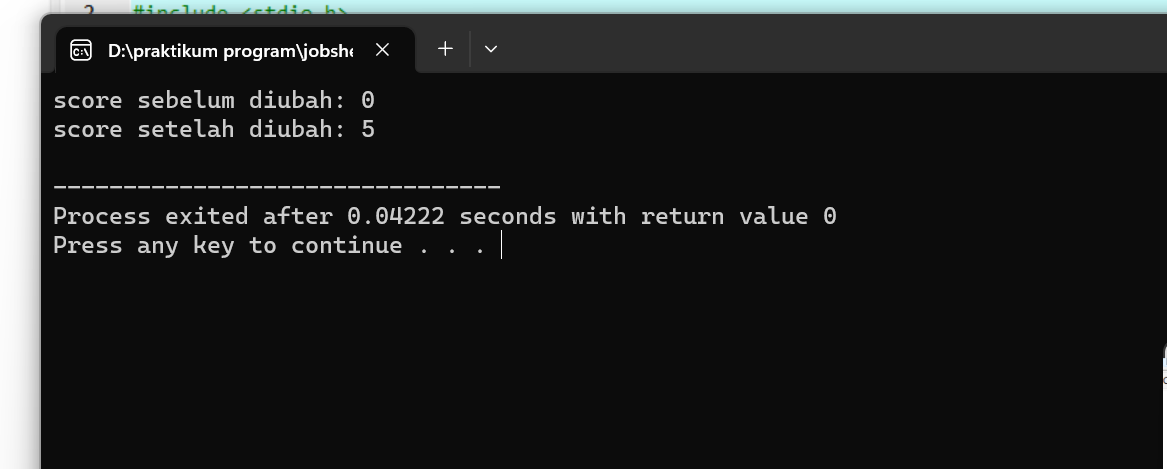 2 #include <stdio.h>
D:\praktikum program\jobshe
score sebelum diubah: 0
score setelah diubah: 5
--------------------------------
Process exited after 0.04222 seconds with return value 0
Press any key to continue . . .